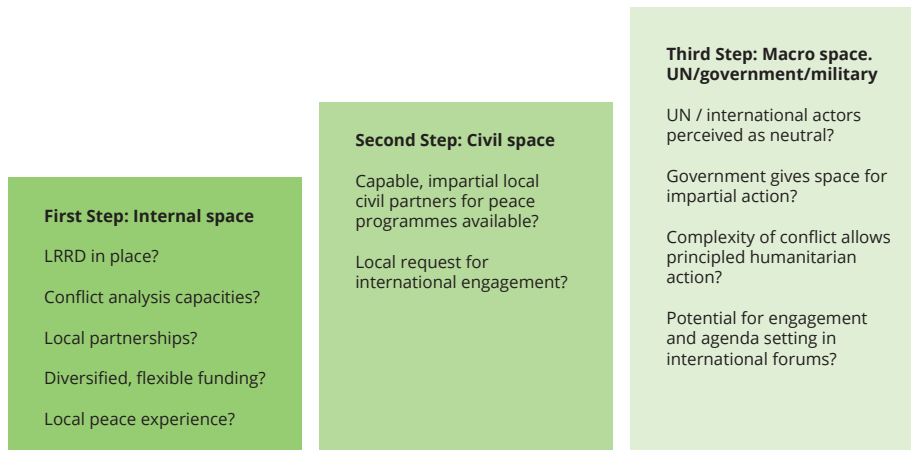 First Step: Internal space
LRRD in place?
Conflict analysis capacities?
Local partnerships?
Diversified, flexible funding?
Local peace experience?
Second Step: Civil space
Capable, impartial local
civil partners for peace
programmes available?
Local request for
international engagement?
Third Step: Macro space.
UN/government/military
UN / international actors
perceived as neutral?
Government gives space for
impartial action?
Complexity of conflict allows
principled humanitarian
action?
Potential for engagement
and agenda setting in
international forums?